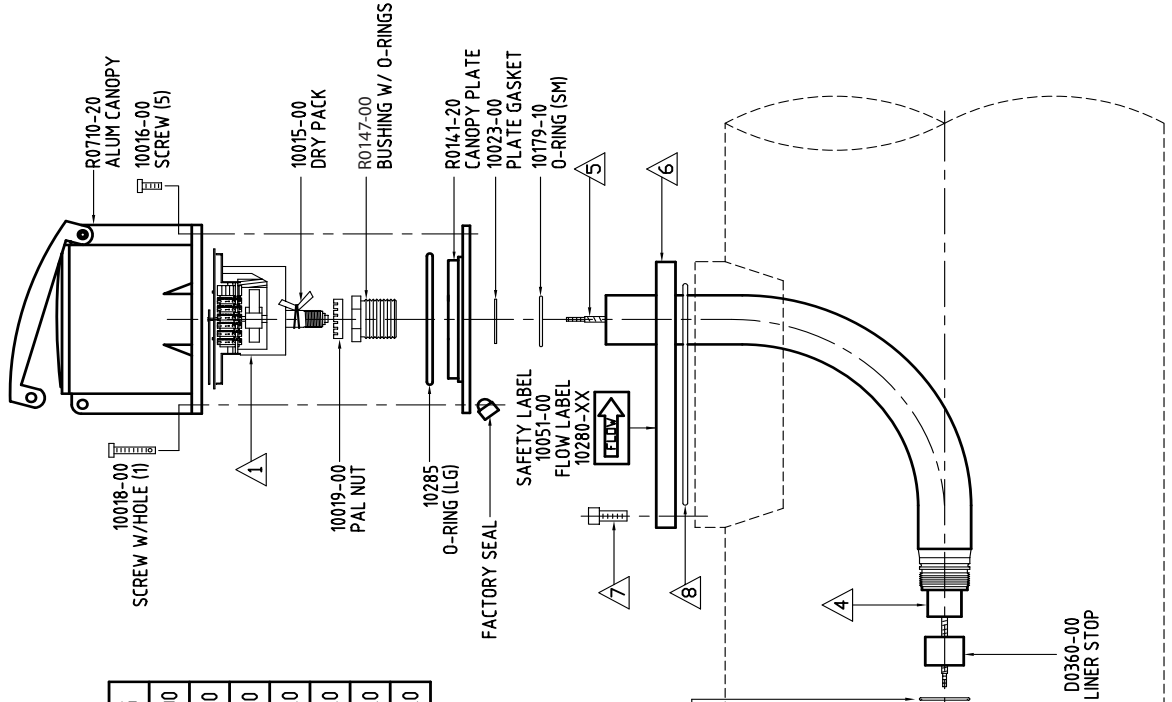 R0710-20
ALUM CANOPY
10016-00
SCREW (5)
10015-00
DRY PACK
R0147-00
BUSHING W/ O-RINGS
R0141-20
CANOPY PLATE
10023-00
PLATE GASKET
10179-10
O-RING (SM)
5
6
10018-00
SCREW W/HOLE (1)
1
10019-00
PAL NUT
10285
O-RING (LG)
FACTORY SEAL
SAFETY LABEL
10051-00
FLOW LABEL
10280-XX
FLOW
7
8
4
D0360-00
LINER STOP